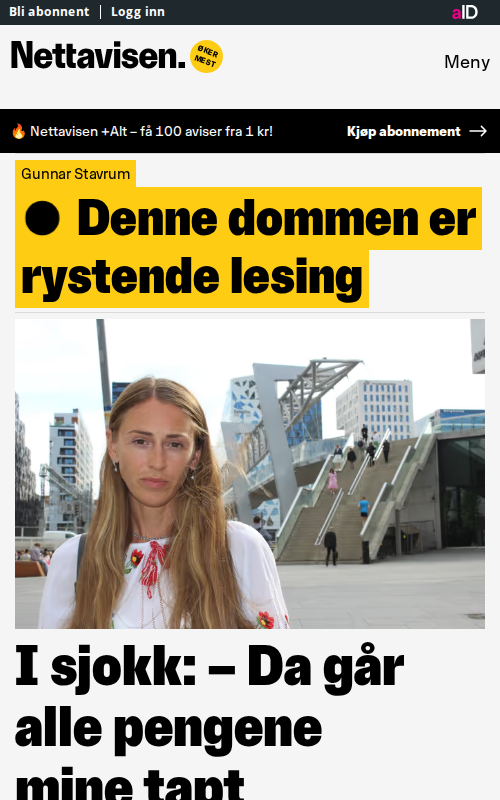 Bli abonnent | Logg inn
aID
Nettavisen.
ØKER
MEST
Meny
Nettavisen +Alt – få 100 aviser fra 1 kr!
Kjøp abonnement
Gunnar Stavrum
Denne dommen er
rystende lesing
I sjokk: – Da går
alle pengene
mine tapt